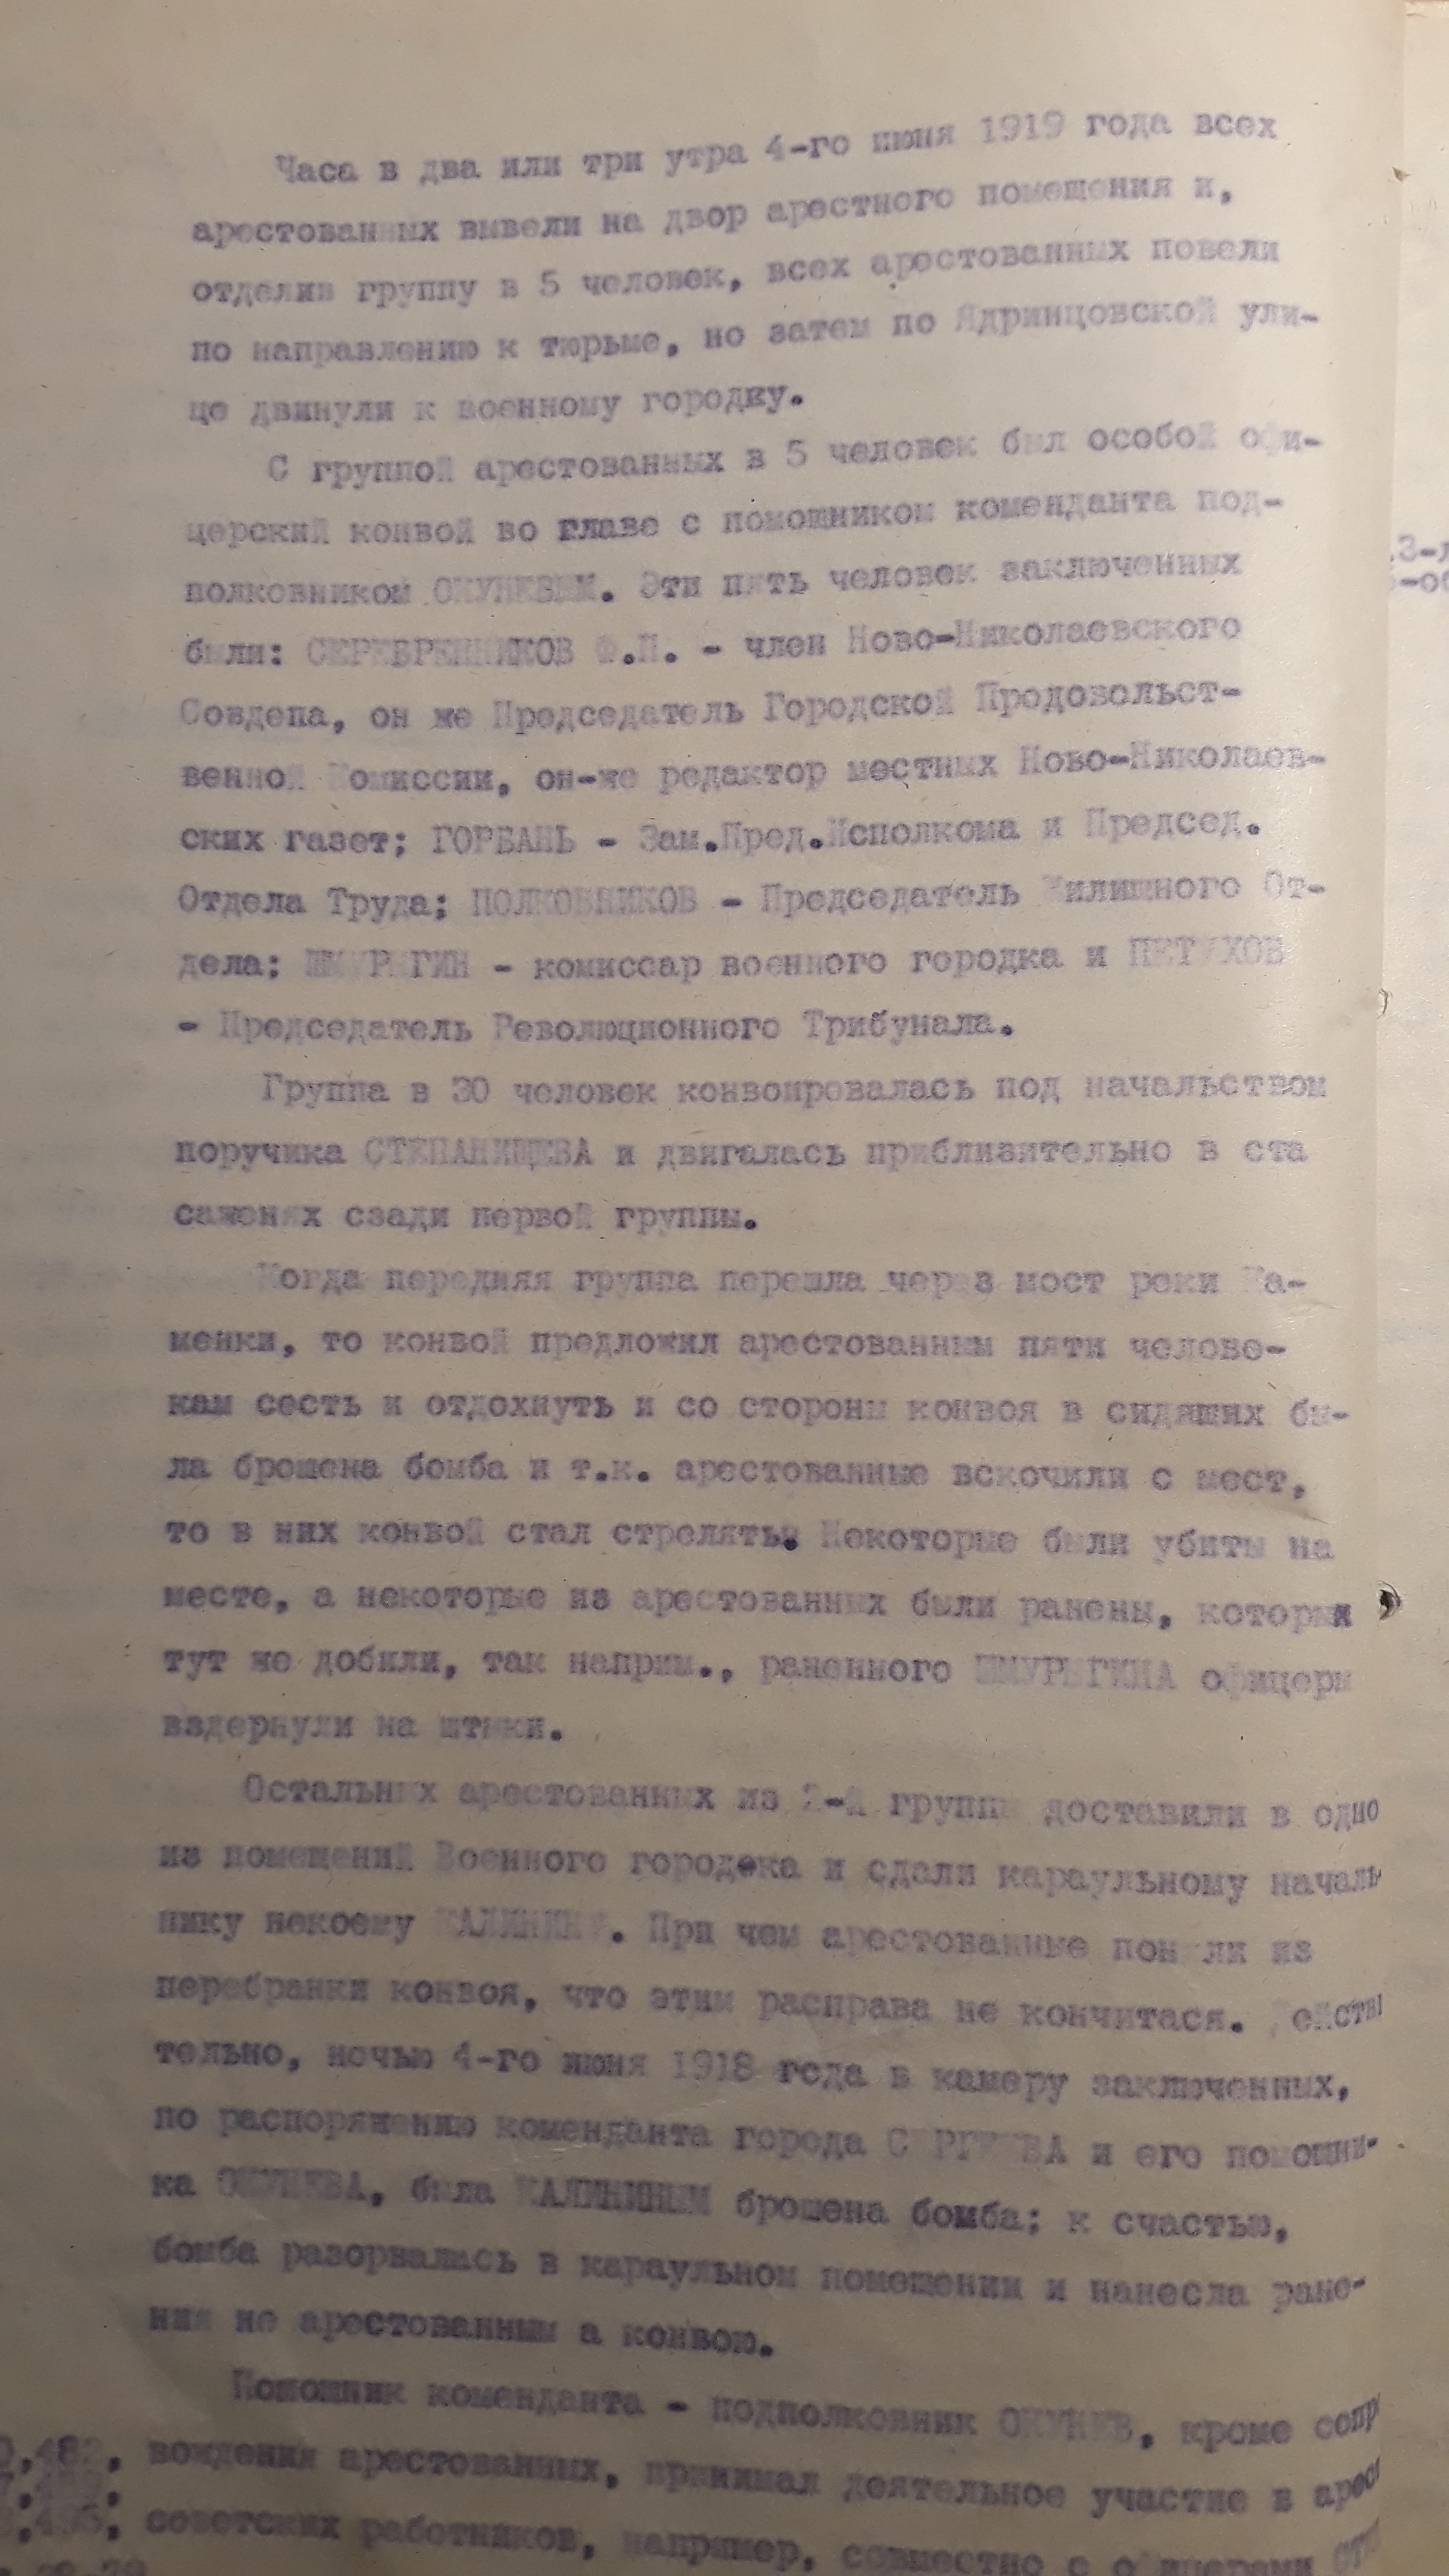 Часа в два или три утра 4-го июня 1919 года всех
арестованных вывели на двор арестного помещения и,
отделив группу в 5 человек, всех арестованных повели
по направлению к тюрьме, но затем по Ядринцовской ули-
це двинули к военному городку.
С группой арестованных в 5 человек был особой офи-
церский конвой во главе с помощником коменданта под-
полковником ОКУНЕВЫМ. Эти пять человек заключенных
были: СЕРЕБРЕННИКОВ Ф.П. - член Ново-Николаевского
Совдепа, он же Председатель Городской Продовольст-
венной Комиссии, он-же редактор местных Ново-Николаев-
ских газет; ГОРБАНЬ - Зам.Пред.Исполкома и Председ.
Отдела Труда; ПОЛКОВНИКОВ - Председатель Жилищного От-
дела; ШМУРЫГИН - комиссар военного городка и ПЕТУХОВ
- Председатель Революционного Трибунала.
Группа в 30 человек конвоировалась под начальством
поручика СТЕПАНИЩЕВА и двигалась приблизительно в ста
саженях сзади первой группы.
Когда передняя группа перешла через мост реки Ка-
менки, то конвой предложил арестованным пяти челове-
кам сесть и отдохнуть и со стороны конвоя в сидящих бы-
ла брошена бомба и т.к. арестованные вскочили с мест,
то в них конвой стал стрелять. Некоторые были убиты на
месте, а некоторые из арестованных были ранены, которых
тут же добили, так наприм., раненного ШМУРЫГИНА офицеры
вздернули на штыки.
Остальных арестованных из 2-й группы доставили в одно
из помещений Военного городка и сдали караульному началь
нику некоему КАЛИНИНУ. При чем арестованные поняли из
перебранки конвоя, что этим расправа не кончитася. Действи
тельно, ночью 4-го июня 1918 года в камеру заключенных,
по распоряжению коменданта города СЕРГЕЕВА и его помощни-
ка ОКУНЕВА, была КАЛИНИНЫМ брошена бомба; к счастью,
бомба разорвалась в караульном помещении и нанесла ране-
ния не арестованным а конвою.
Помощник коменданта - подполковник ОКУНЕВ, кроме сопр
вождения арестованных, принимал деятельное участие в арес
советских работников, например, совместно с офицерами